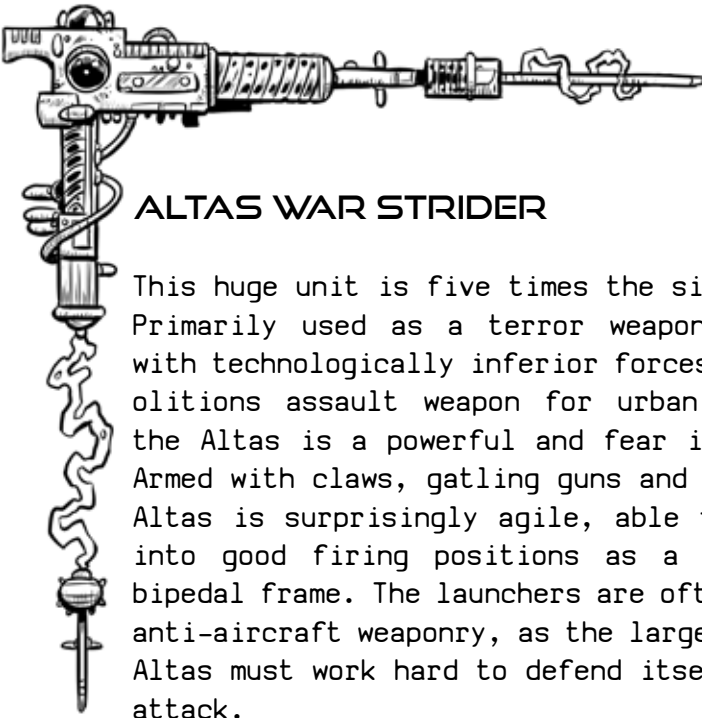 ALTAS WAR STRIDER
This huge unit is five times the si
Primarily used as a terror weapon
with technologically inferior forces
olitions assault weapon for urban
the Altas is a powerful and fear i
Armed with claws, gatling guns and
Altas is surprisingly agile, able t
into good firing positions as a
bipedal frame. The launchers are oft
anti-aircraft weaponry, as the large
Altas must work hard to defend itse
attack.